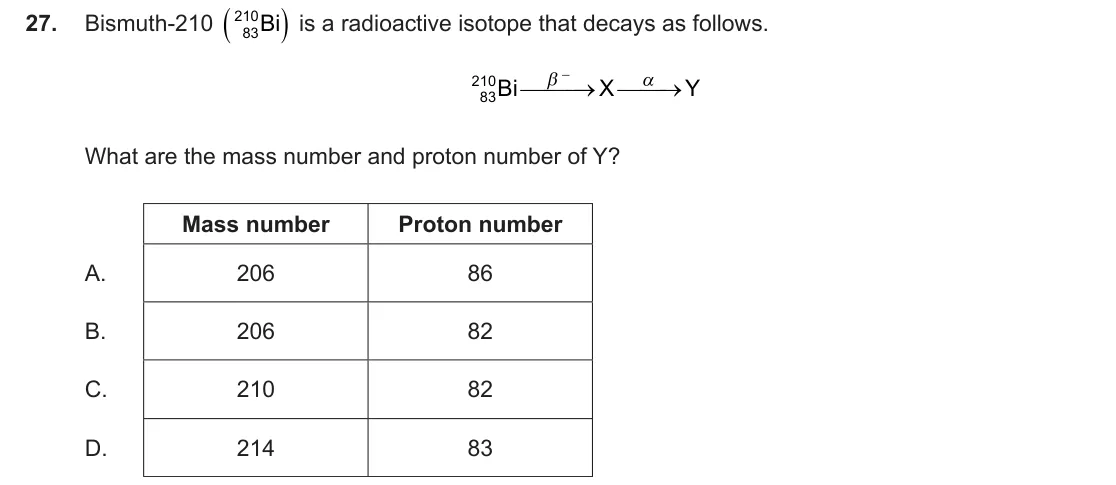 27. Bismuth-210 (²¹⁰₈₃Bi) is a radioactive isotope that decays as follows.
²¹⁰₈₃Bi —β⁻→ X —α→ Y
What are the mass number and proton number of Y?
Mass number Proton number
A. 206 86
B. 206 82
C. 210 82
D. 214 83